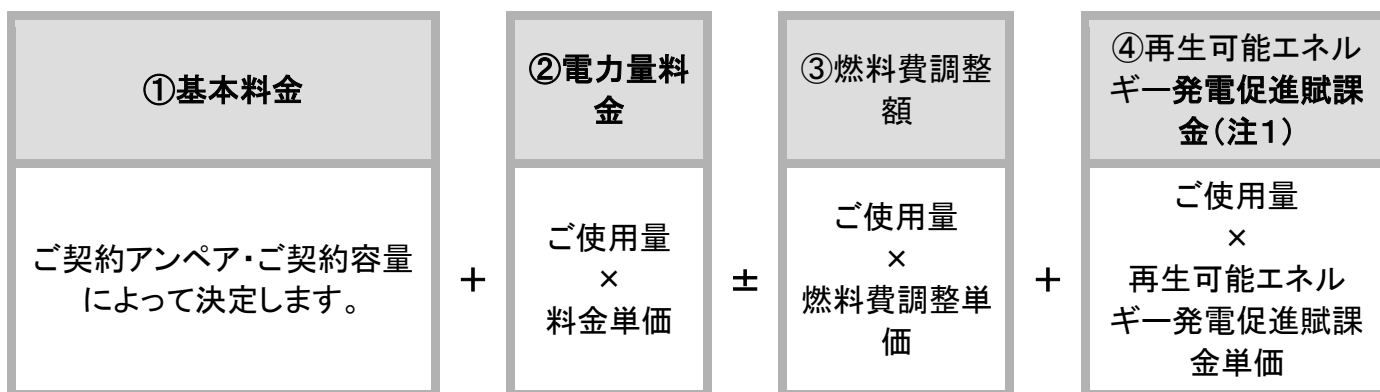 ①基本料金
②電力量料
金
③燃料費調整
額
④再生可能エネル
ギー発電促進賦課
金(注1)
ご契約アンペア・ご契約容量
によって決定します。
+
ご使用量
×
料金単価
±
ご使用量
×
燃料費調整単
価
+
ご使用量
×
再生可能エネル
ギー発電促進賦課
金単価